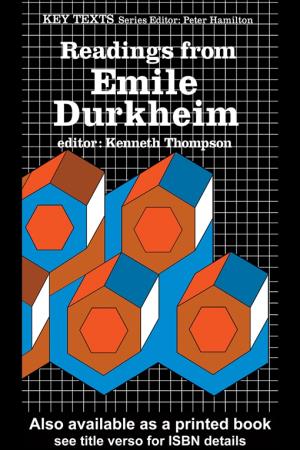 KEY TEXTS Series Editor: Peter Hamilton
Readings from
Emile
Durkheim
editor: Kenneth Thompson
Also available as a printed book
see title verso for ISBN details